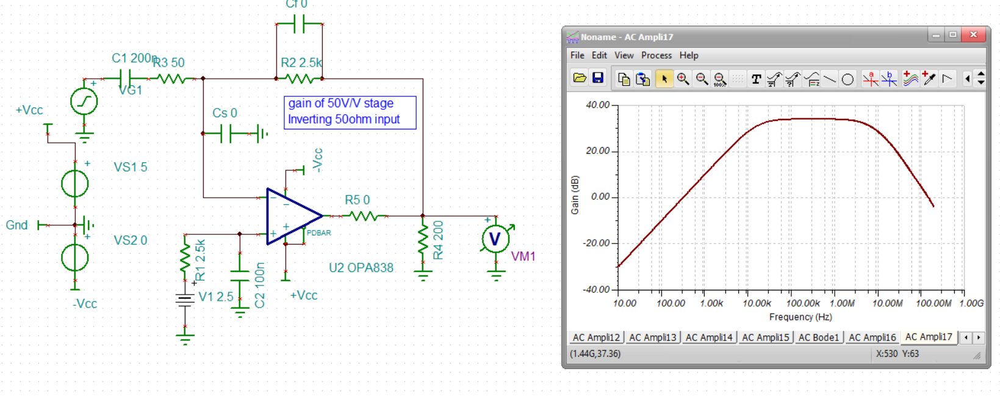 Cf 0
C1 200n
R3 50
R2 2.5k
VG1
+
+Vcc
gain of 50V/V stage
Inverting 50ohm input
Cs 0
-Vcc
+
VS1 5
R5 0
Gnd
+
VS2 0
PDBAR
+
R1 2.5k
C2 100n
U2 OPA838
R4 200
+
V
VM1
+
V1 2.5
+Vcc
-Vcc
Noname - AC Ampli17
File Edit View Process Help
T
100%
a
b
40.00
20.00
0.00
-20.00
-40.00
Gain (dB)
10.00 100.00 1.00k 10.00k 100.00k 1.00M 10.00M 100.00M 1.00G
Frequency (Hz)
AC Ampli12 AC Ampli13 AC Ampli14 AC Ampli15 AC Bode1 AC Ampli16 AC Ampli17
(1.44G,37.36) X:530 Y:63